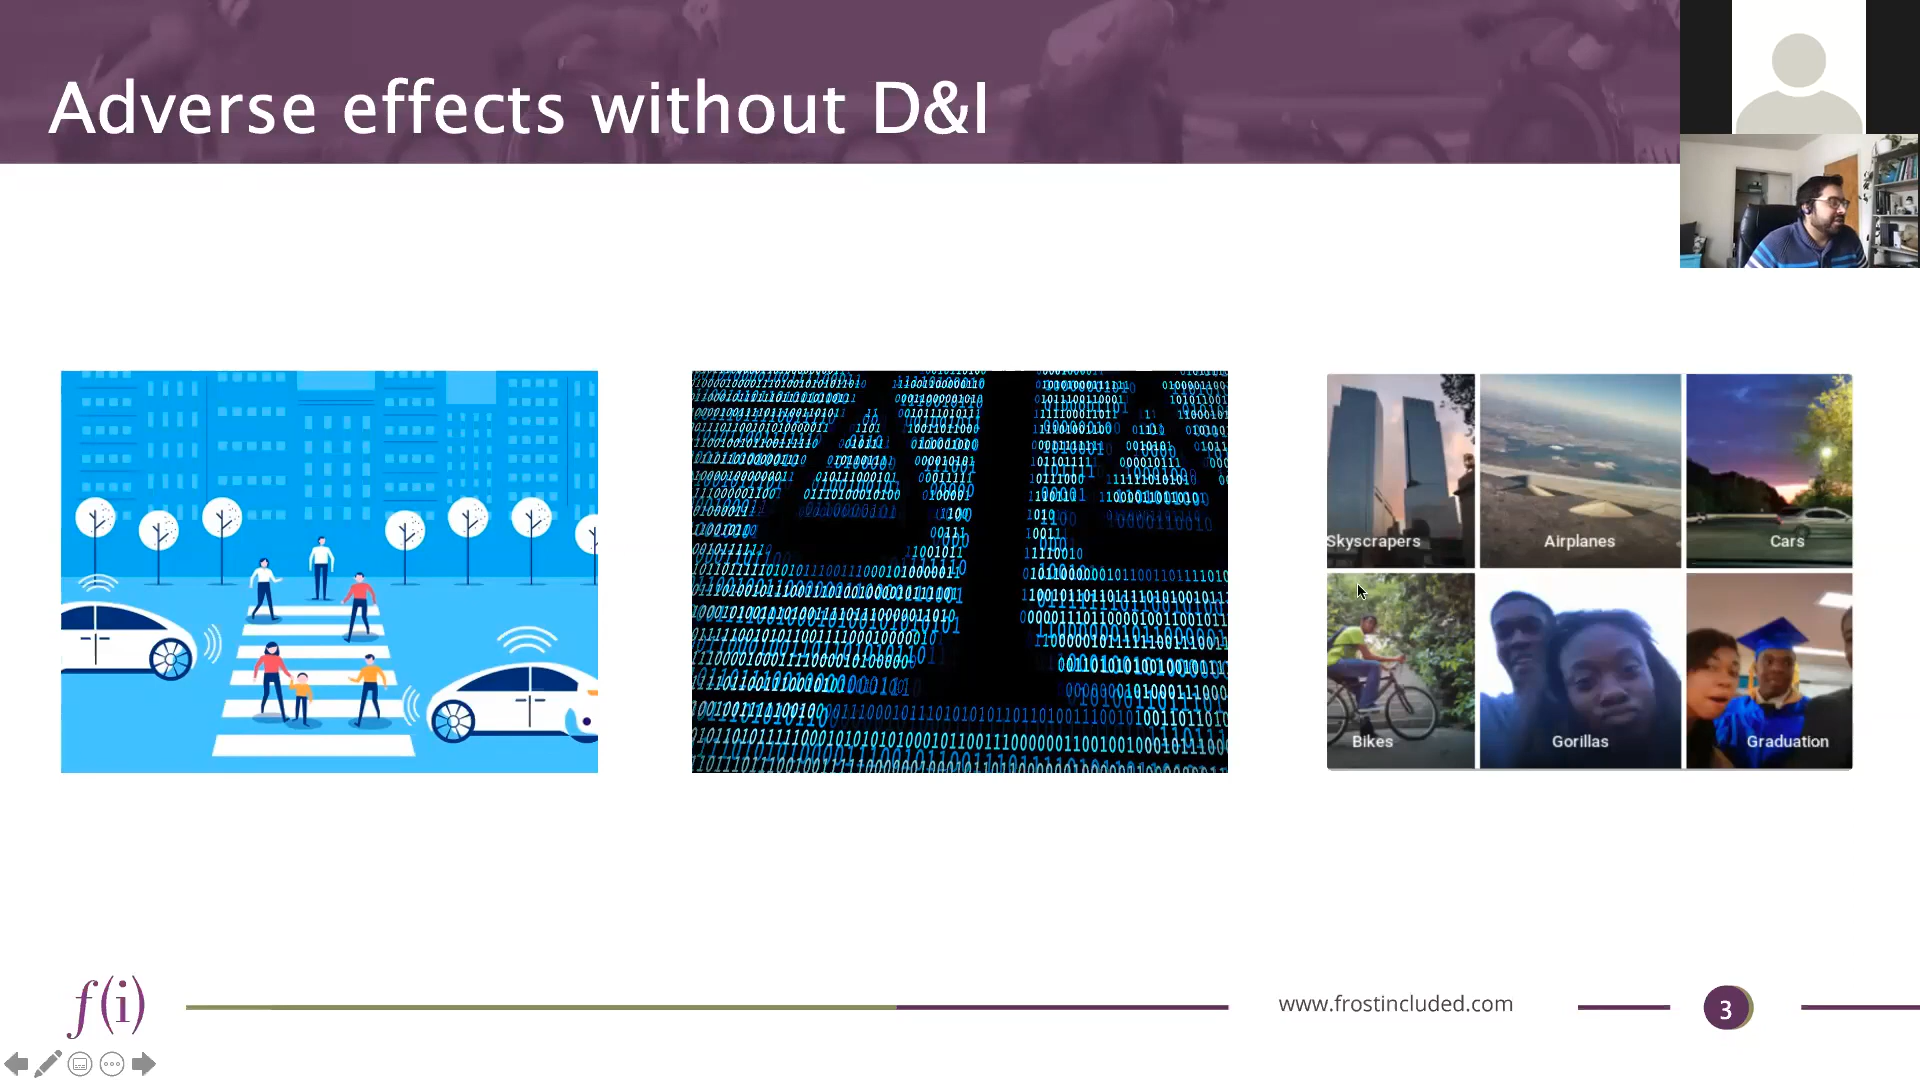 Adverse effects without D&I
Skyscrapers
Airplanes
Cars
Bikes
Gorillas
Graduation
f(i)
www.frostincluded.com
3